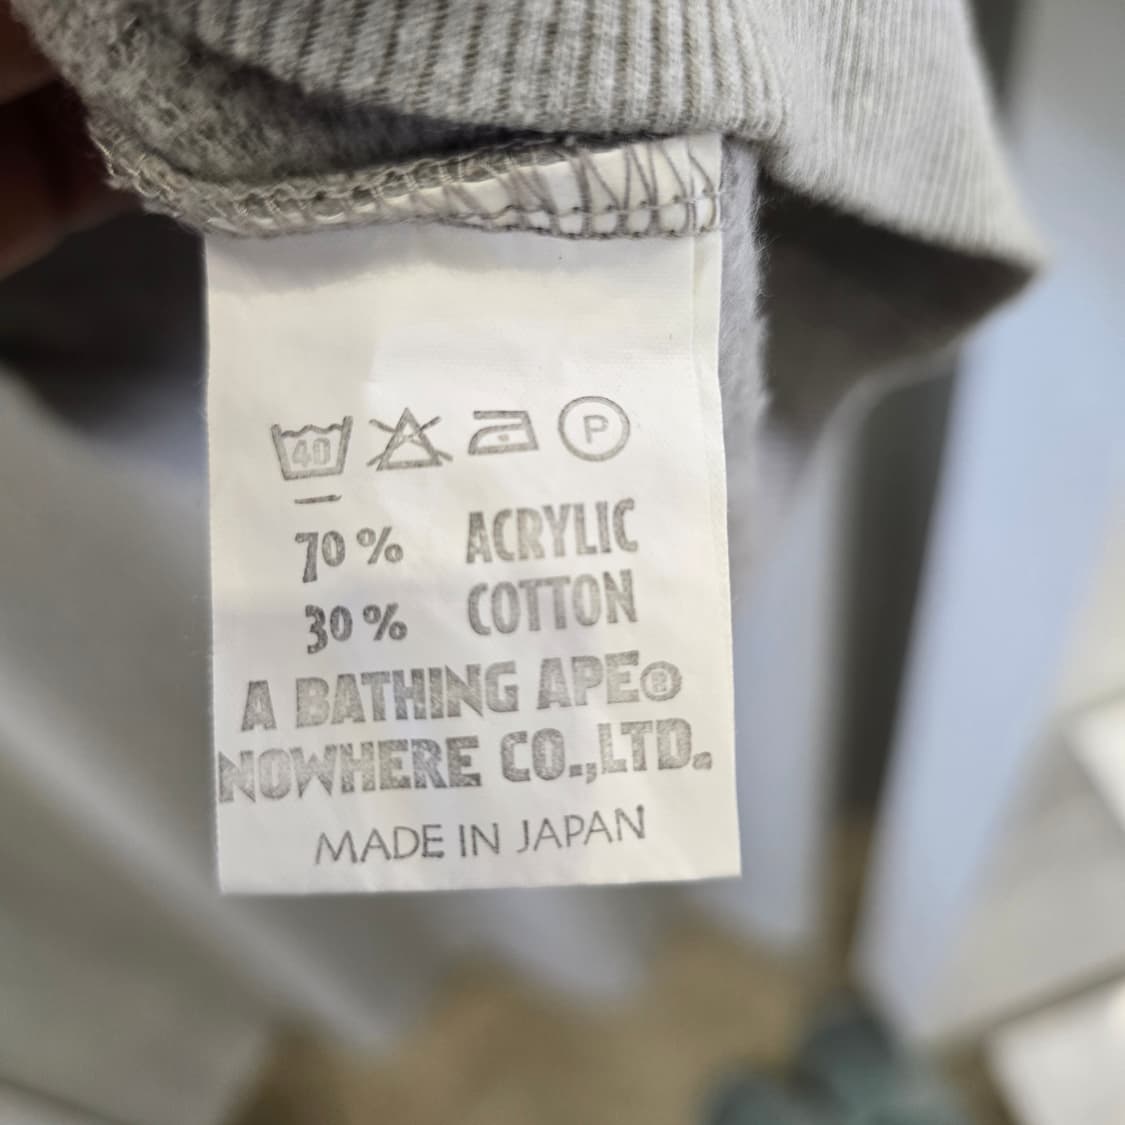 40 P
70% ACRYLIC
30% COTTON
A BATHING APE®
NOWHERE CO.,LTD.
MADE IN JAPAN